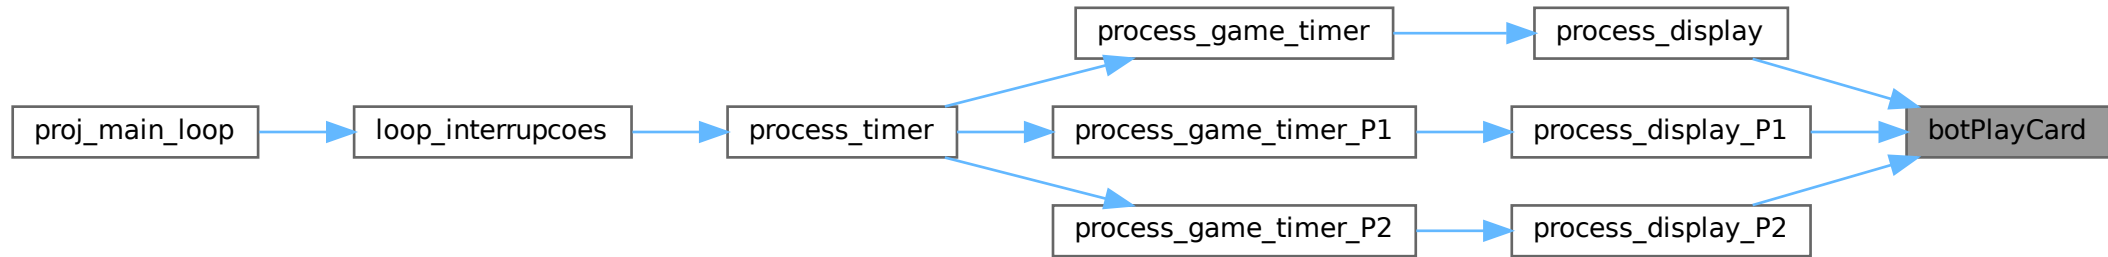 proj_main_loop
loop_interrupcoes
process_timer
process_game_timer
process_display
process_game_timer_P1
process_display_P1
process_game_timer_P2
process_display_P2
botPlayCard